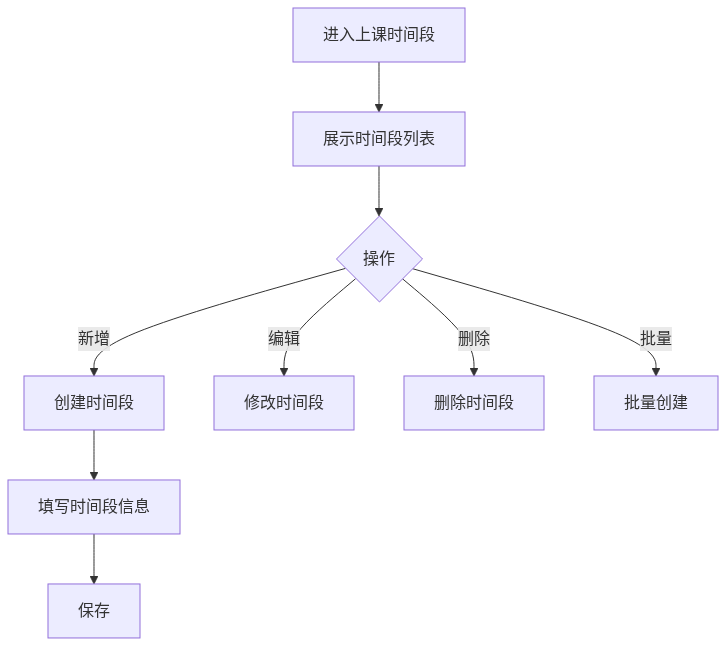 进入上课时间段
展示时间段列表
操作
新增
编辑
删除
批量
创建时间段
修改时间段
删除时间段
批量创建
填写时间段信息
保存